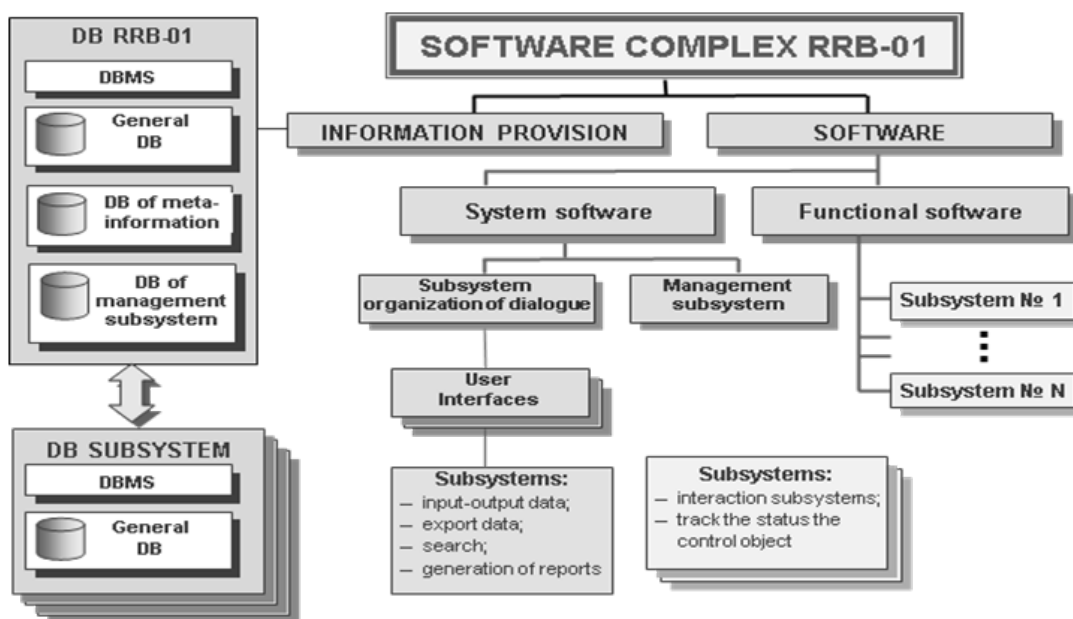 DB RRB-01
DBMS
General
DB
DB of meta-
information
DB of
management
subsystem
DB SUBSYSTEM
DBMS
General
DB
SOFTWARE COMPLEX RRB-01
INFORMATION PROVISION
SOFTWARE
System software
Functional software
Subsystem
organization of dialogue
Management
subsystem
Subsystem № 1
Subsystem № N
User
Interfaces
Subsystems:
– input-output data;
– export data;
– search;
– generation of reports
Subsystems:
– interaction subsystems;
– track the status the
control object